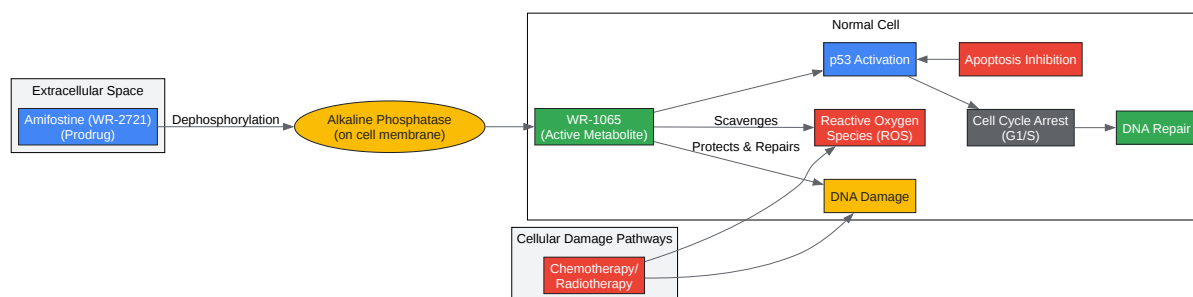 Normal Cell
p53 Activation
Apoptosis Inhibition
Extracellular Space
Amifostine (WR-2721)
(Prodrug)
Dephosphorylation
Alkaline Phosphatase
(on cell membrane)
WR-1065
(Active Metabolite)
Scavenges
Protects & Repairs
Reactive Oxygen
Species (ROS)
Cell Cycle Arrest
(G1/S)
DNA Repair
DNA Damage
Cellular Damage Pathways
Chemotherapy/
Radiotherapy